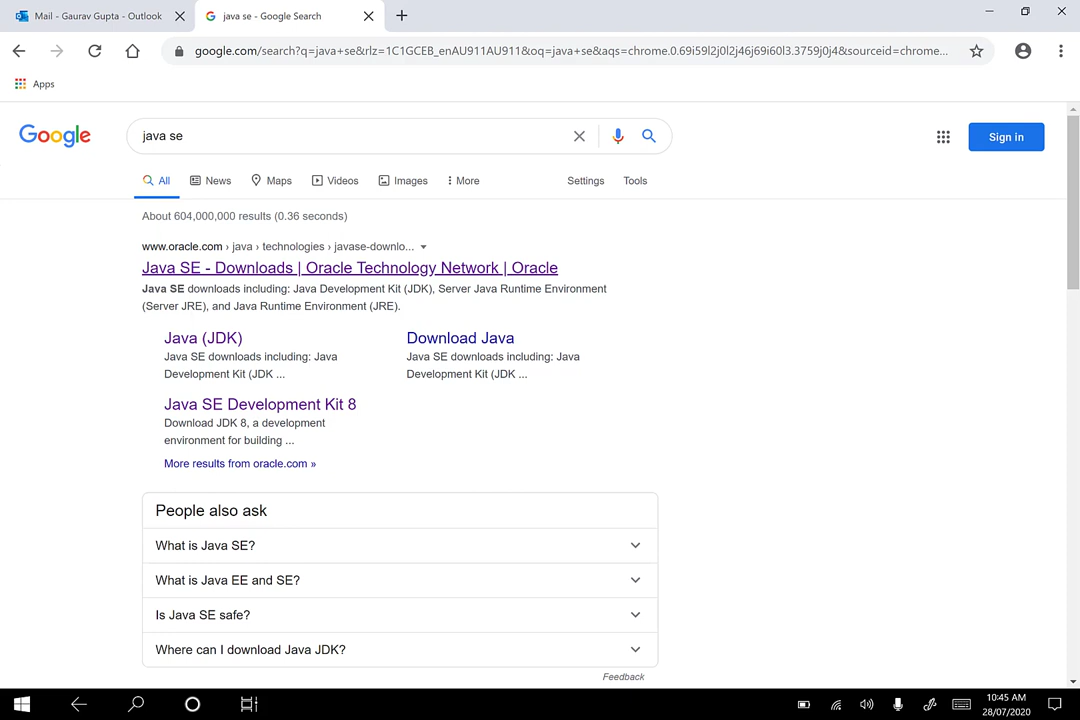 Mail - Gaurav Gupta - Outlook
java se - Google Search
google.com/search?q=java+se&rlz=1C1GCEB_enAU911AU911&oq=java+se&aqs=chrome.0.69i59l2j0l2j46j69i60l3.3759j0j4&sourceid=chrome...
Apps
Google
java se
Sign in
All
News
Maps
Videos
Images
More
Settings
Tools
About 604,000,000 results (0.36 seconds)
www.oracle.com › java › technologies › javase-downlo...
Java SE - Downloads | Oracle Technology Network | Oracle
Java SE downloads including: Java Development Kit (JDK), Server Java Runtime Environment
(Server JRE), and Java Runtime Environment (JRE).
Java (JDK)
Java SE downloads including: Java
Development Kit (JDK ...
Download Java
Java SE downloads including: Java
Development Kit (JDK ...
Java SE Development Kit 8
Download JDK 8, a development
environment for building ...
More results from oracle.com »
People also ask
What is Java SE?
What is Java EE and SE?
Is Java SE safe?
Where can I download Java JDK?
Feedback
10:45 AM
28/07/2020